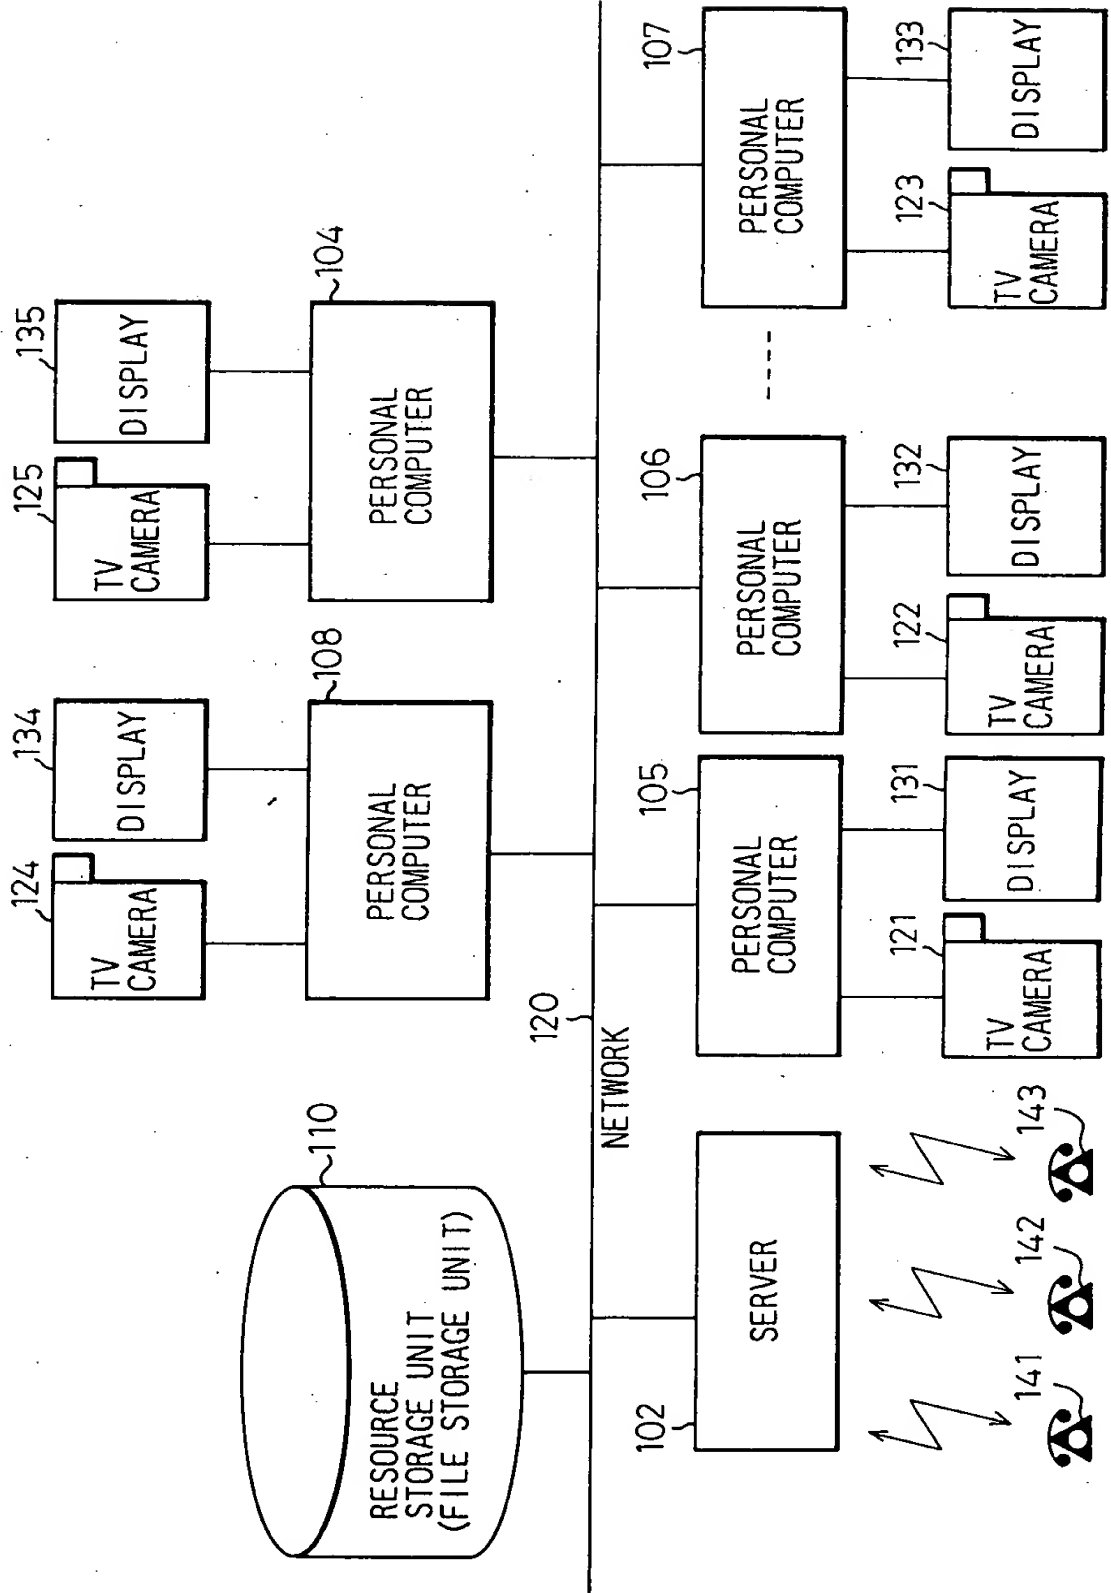 124
134
125
135
TV
CAMERA
DISPLAY
TV
CAMERA
DISPLAY
110
108
104
RESOURCE
STORAGE UNIT
(FILE STORAGE UNIT)
PERSONAL
COMPUTER
PERSONAL
COMPUTER
120
NETWORK
102
105
106
107
SERVER
PERSONAL
COMPUTER
PERSONAL
COMPUTER
PERSONAL
COMPUTER
121
131
122
132
123
133
141
142
143
TV
CAMERA
DISPLAY
TV
CAMERA
DISPLAY
TV
CAMERA
DISPLAY